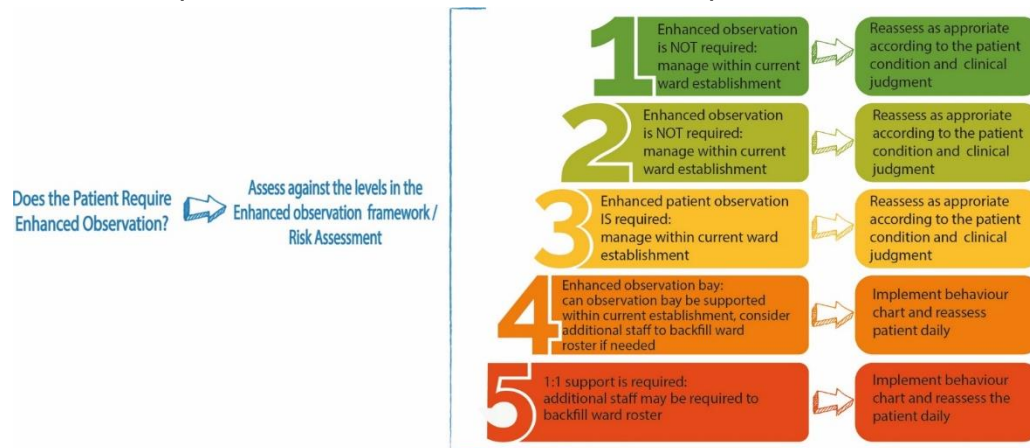 Does the Patient Require
Enhanced Observation?
Assess against the levels in the
Enhanced observation framework /
Risk Assessment
1
Enhanced observation
is NOT required:
manage within current
ward establishment
Reassess as approriate
according to the patient
condition and clinical
judgment
2
Enhanced observation
is NOT required:
manage within current
ward establishment
Reassess as approriate
according to the patient
condition and clinical
judgment
3
Enhanced patient observation
IS required:
manage within current ward
establishment
Reassess as approriate
according to the patient
condition and clinical
judgment
4
Enhanced observation bay:
can observation bay be supported
within current establishment, consider
additional staff to backfill ward
roster if needed
Implement behaviour
chart and reassess
patient daily
5
1:1 support is required:
additional staff may be required to
backfill ward roster
Implement behaviour
chart and reassess the
patient daily